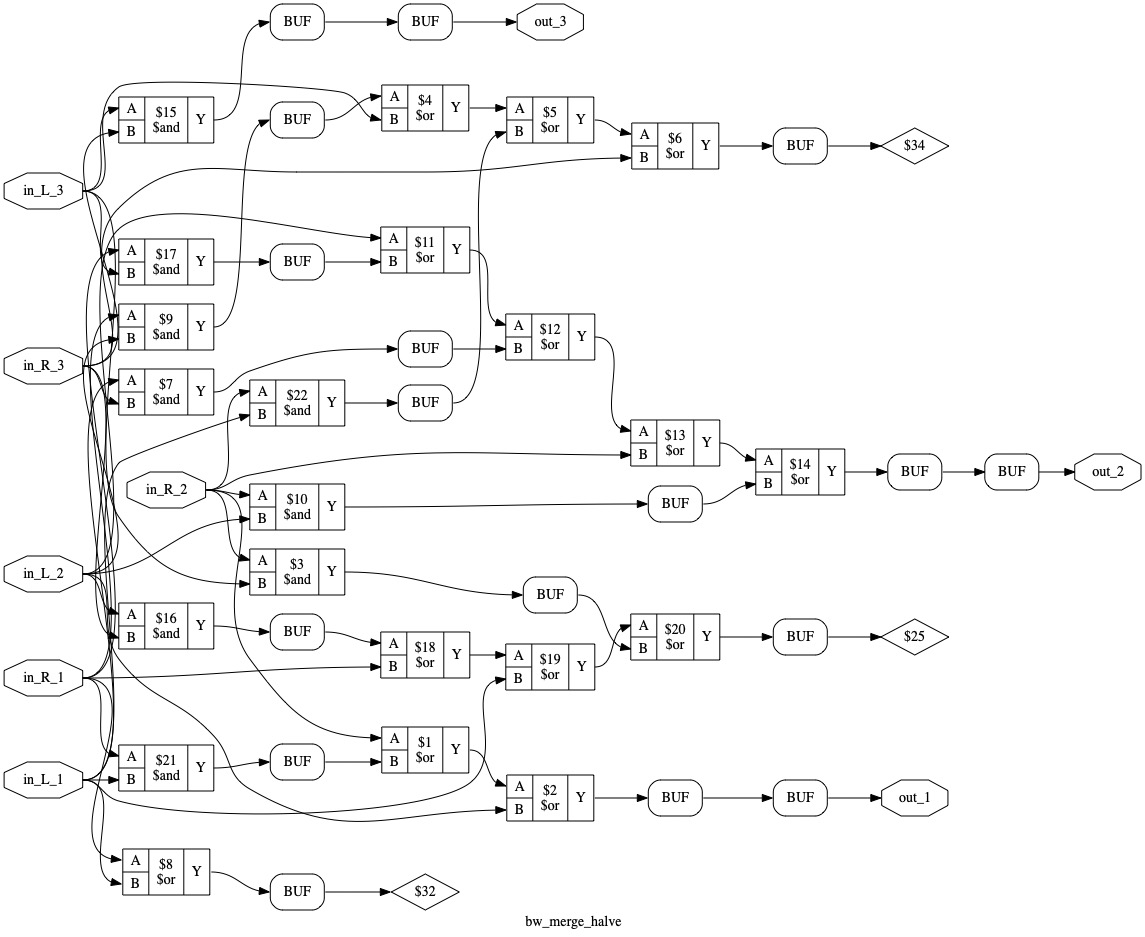 BUF BUF out_3
A $15 Y
B $and
BUF
A $4 Y
B $or
A $5 Y
B $or
A $6 Y
B $or
BUF $34
in_L_3
A $17 Y
B $and
BUF
A $11 Y
B $or
A $9 Y
B $and
A $12 Y
B $or
in_R_3
BUF
A $7 Y
B $and
A $22 Y
B $and
BUF
A $13 Y
B $or
A $14 Y
B $or
BUF BUF out_2
in_R_2
A $10 Y
B $and
BUF
in_L_2
A $3 Y
B $and
BUF
A $16 Y
B $and
BUF
A $18 Y
B $or
A $19 Y
B $or
A $20 Y
B $or
BUF $25
in_R_1
A $21 Y
B $and
BUF
A $1 Y
B $or
in_L_1
A $2 Y
B $or
BUF BUF out_1
A $8 Y
B $or
BUF $32
bw_merge_halve